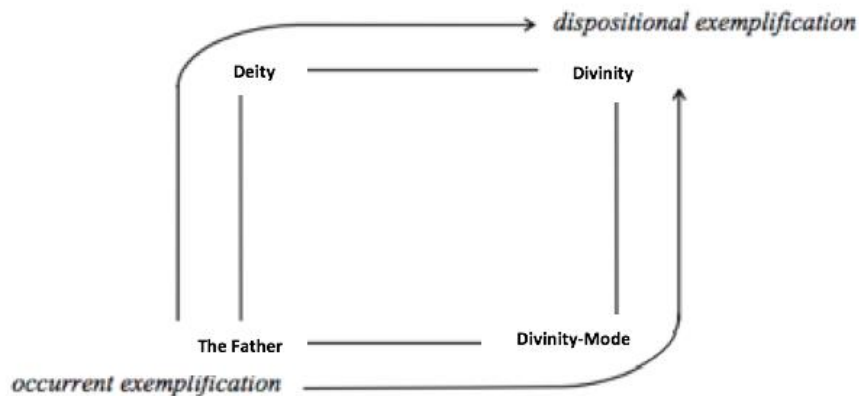 dispositional exemplification
Deity
Divinity
The Father
Divinity-Mode
occurrent exemplification